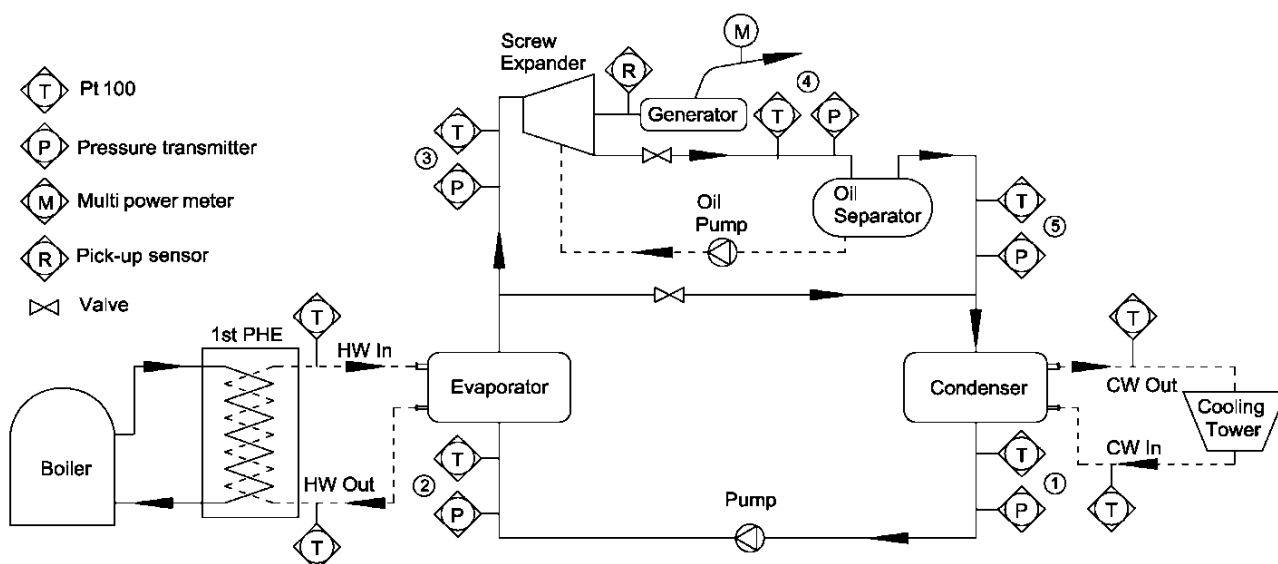 T Pt 100
P Pressure transmitter
M Multi power meter
R Pick-up sensor
Valve
Screw
Expander
M
R
Generator
4
T
P
T
3
P
Oil
Separator
Oil
Pump
T
5
P
1st PHE
T
HW In
Evaporator
Condenser
T
CW Out
Cooling
Tower
CW In
T
Boiler
HW Out
T
T
2
P
Pump
T
1
P